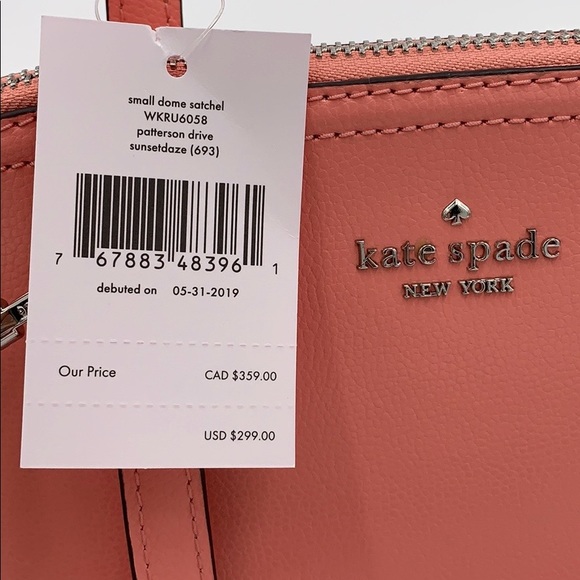 small dome satchel
WKRU6058
patterson drive
sunsetdaze (693)
7 67883 48396 1
debuted on 05-31-2019
Our Price CAD $359.00
USD $299.00
kate spade
NEW YORK